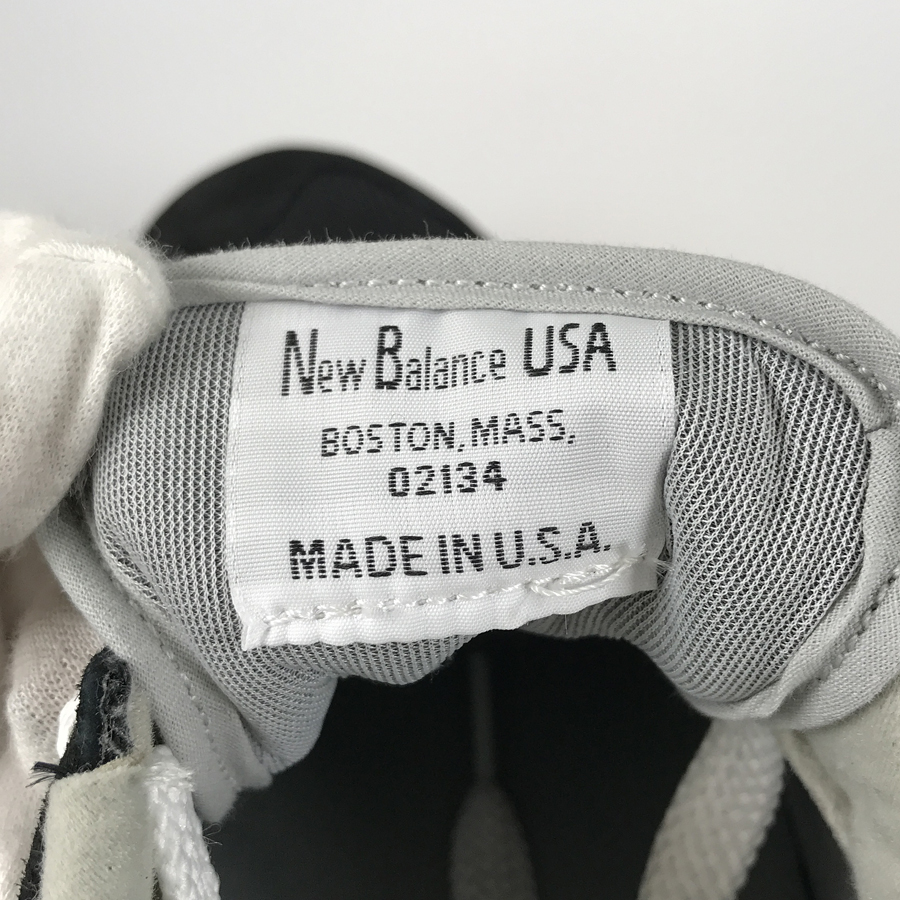 New Balance USA
BOSTON, MASS,
02134
MADE IN U.S.A.